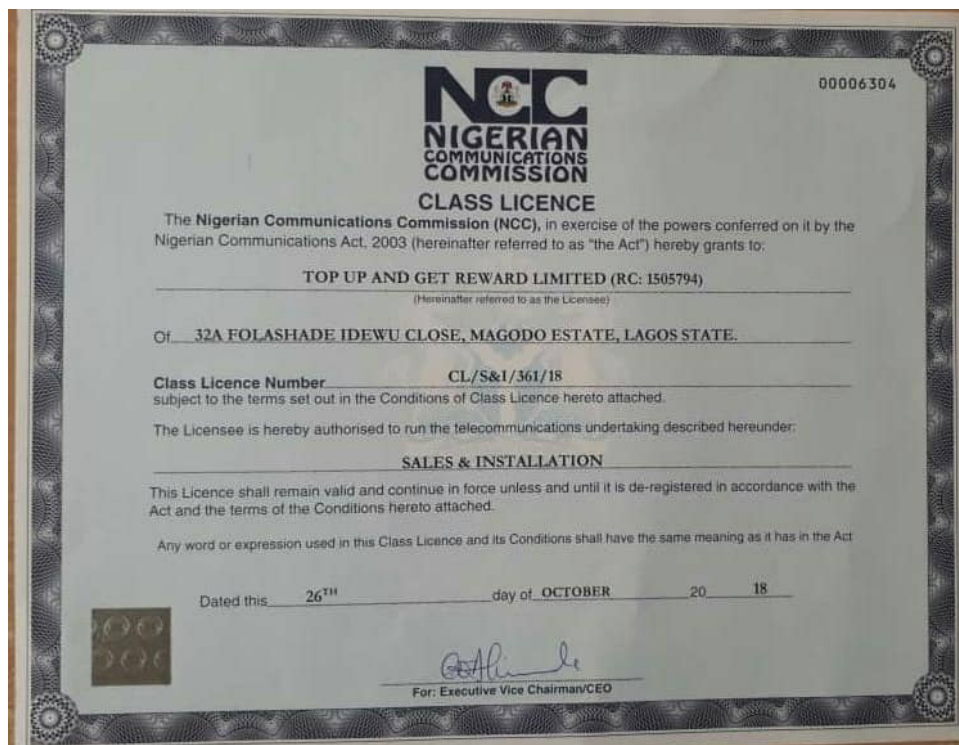 00006304
NCC
NIGERIAN
COMMUNICATIONS
COMMISSION
CLASS LICENCE
The Nigerian Communications Commission (NCC), in exercise of the powers conferred on it by the
Nigerian Communications Act, 2003 (hereinafter referred to as "the Act") hereby grants to:
TOP UP AND GET REWARD LIMITED (RC: 1505794)
(Hereinafter referred to as the Licensee)
Of 32A FOLASHADE IDEWU CLOSE, MAGODO ESTATE, LAGOS STATE.
Class Licence Number CL/S&I/361/18
subject to the terms set out in the Conditions of Class Licence hereto attached.
The Licensee is hereby authorised to run the telecommunications undertaking described hereunder:
SALES & INSTALLATION
This Licence shall remain valid and continue in force unless and until it is de-registered in accordance with the
Act and the terms of the Conditions hereto attached.
Any word or expression used in this Class Licence and its Conditions shall have the same meaning as it has in the Act
Dated this 26TH day of OCTOBER 20 18
For: Executive Vice Chairman/CEO